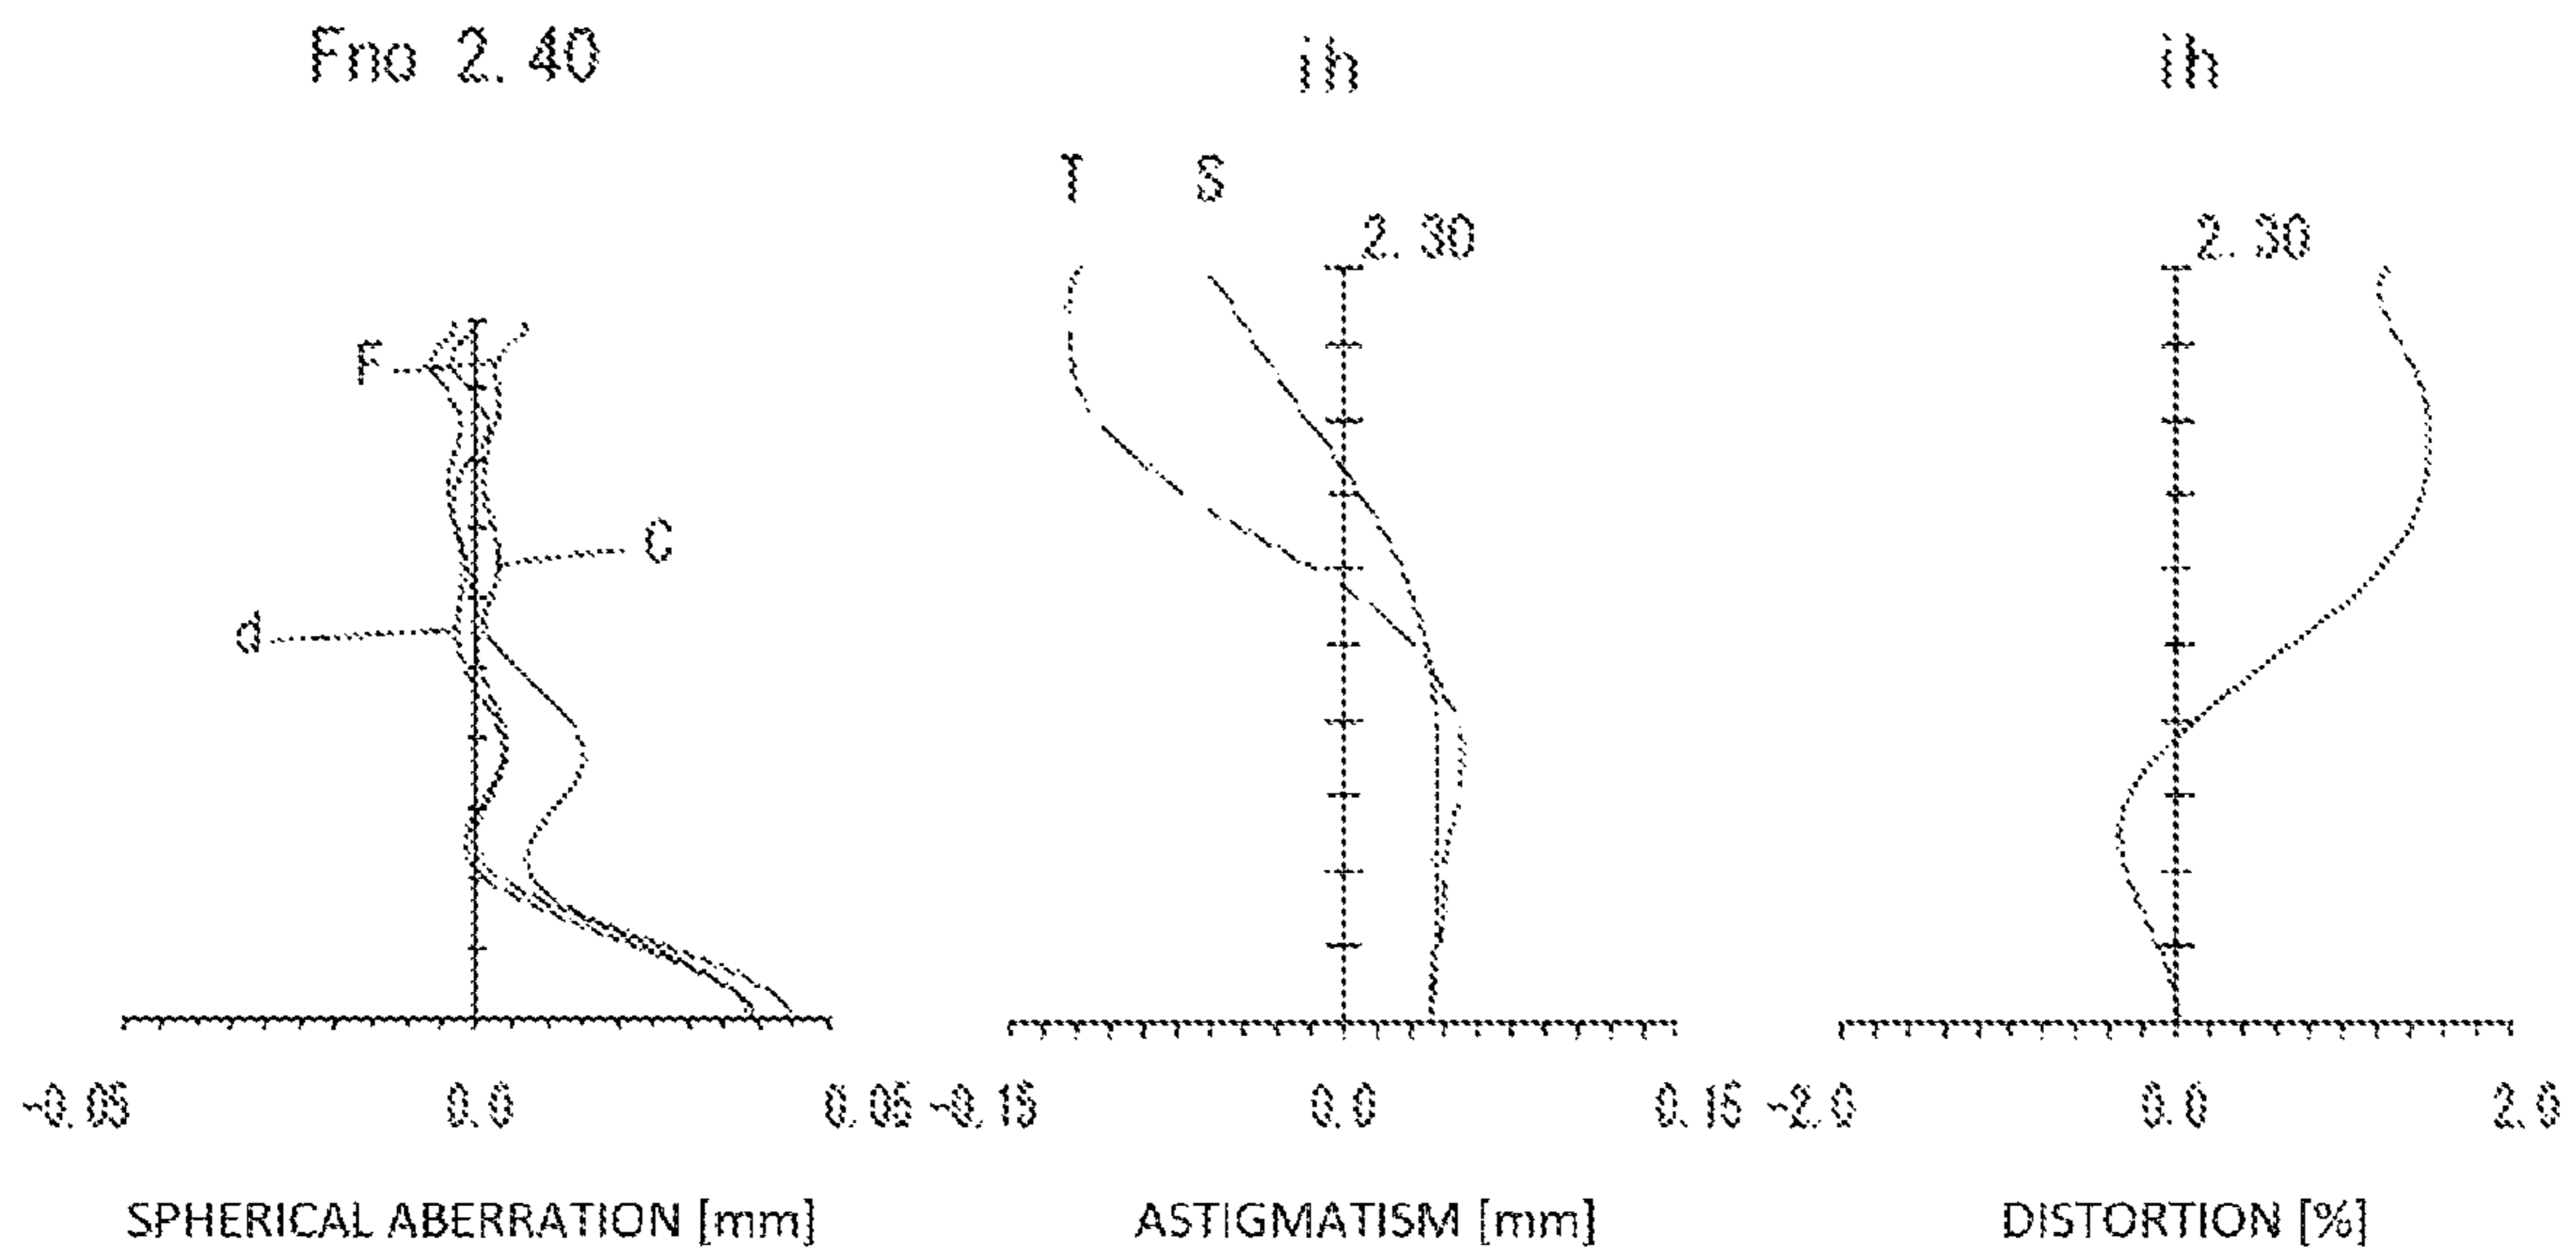 Fno 2.40 ih ih
T S
2.30 2.30
F
C
d
-0.05 0.0 0.05 -0.15 0.0 0.15 -2.0 0.0 2.0
SPHERICAL ABERRATION [mm] ASTIGMATISM [mm] DISTORTION [%]